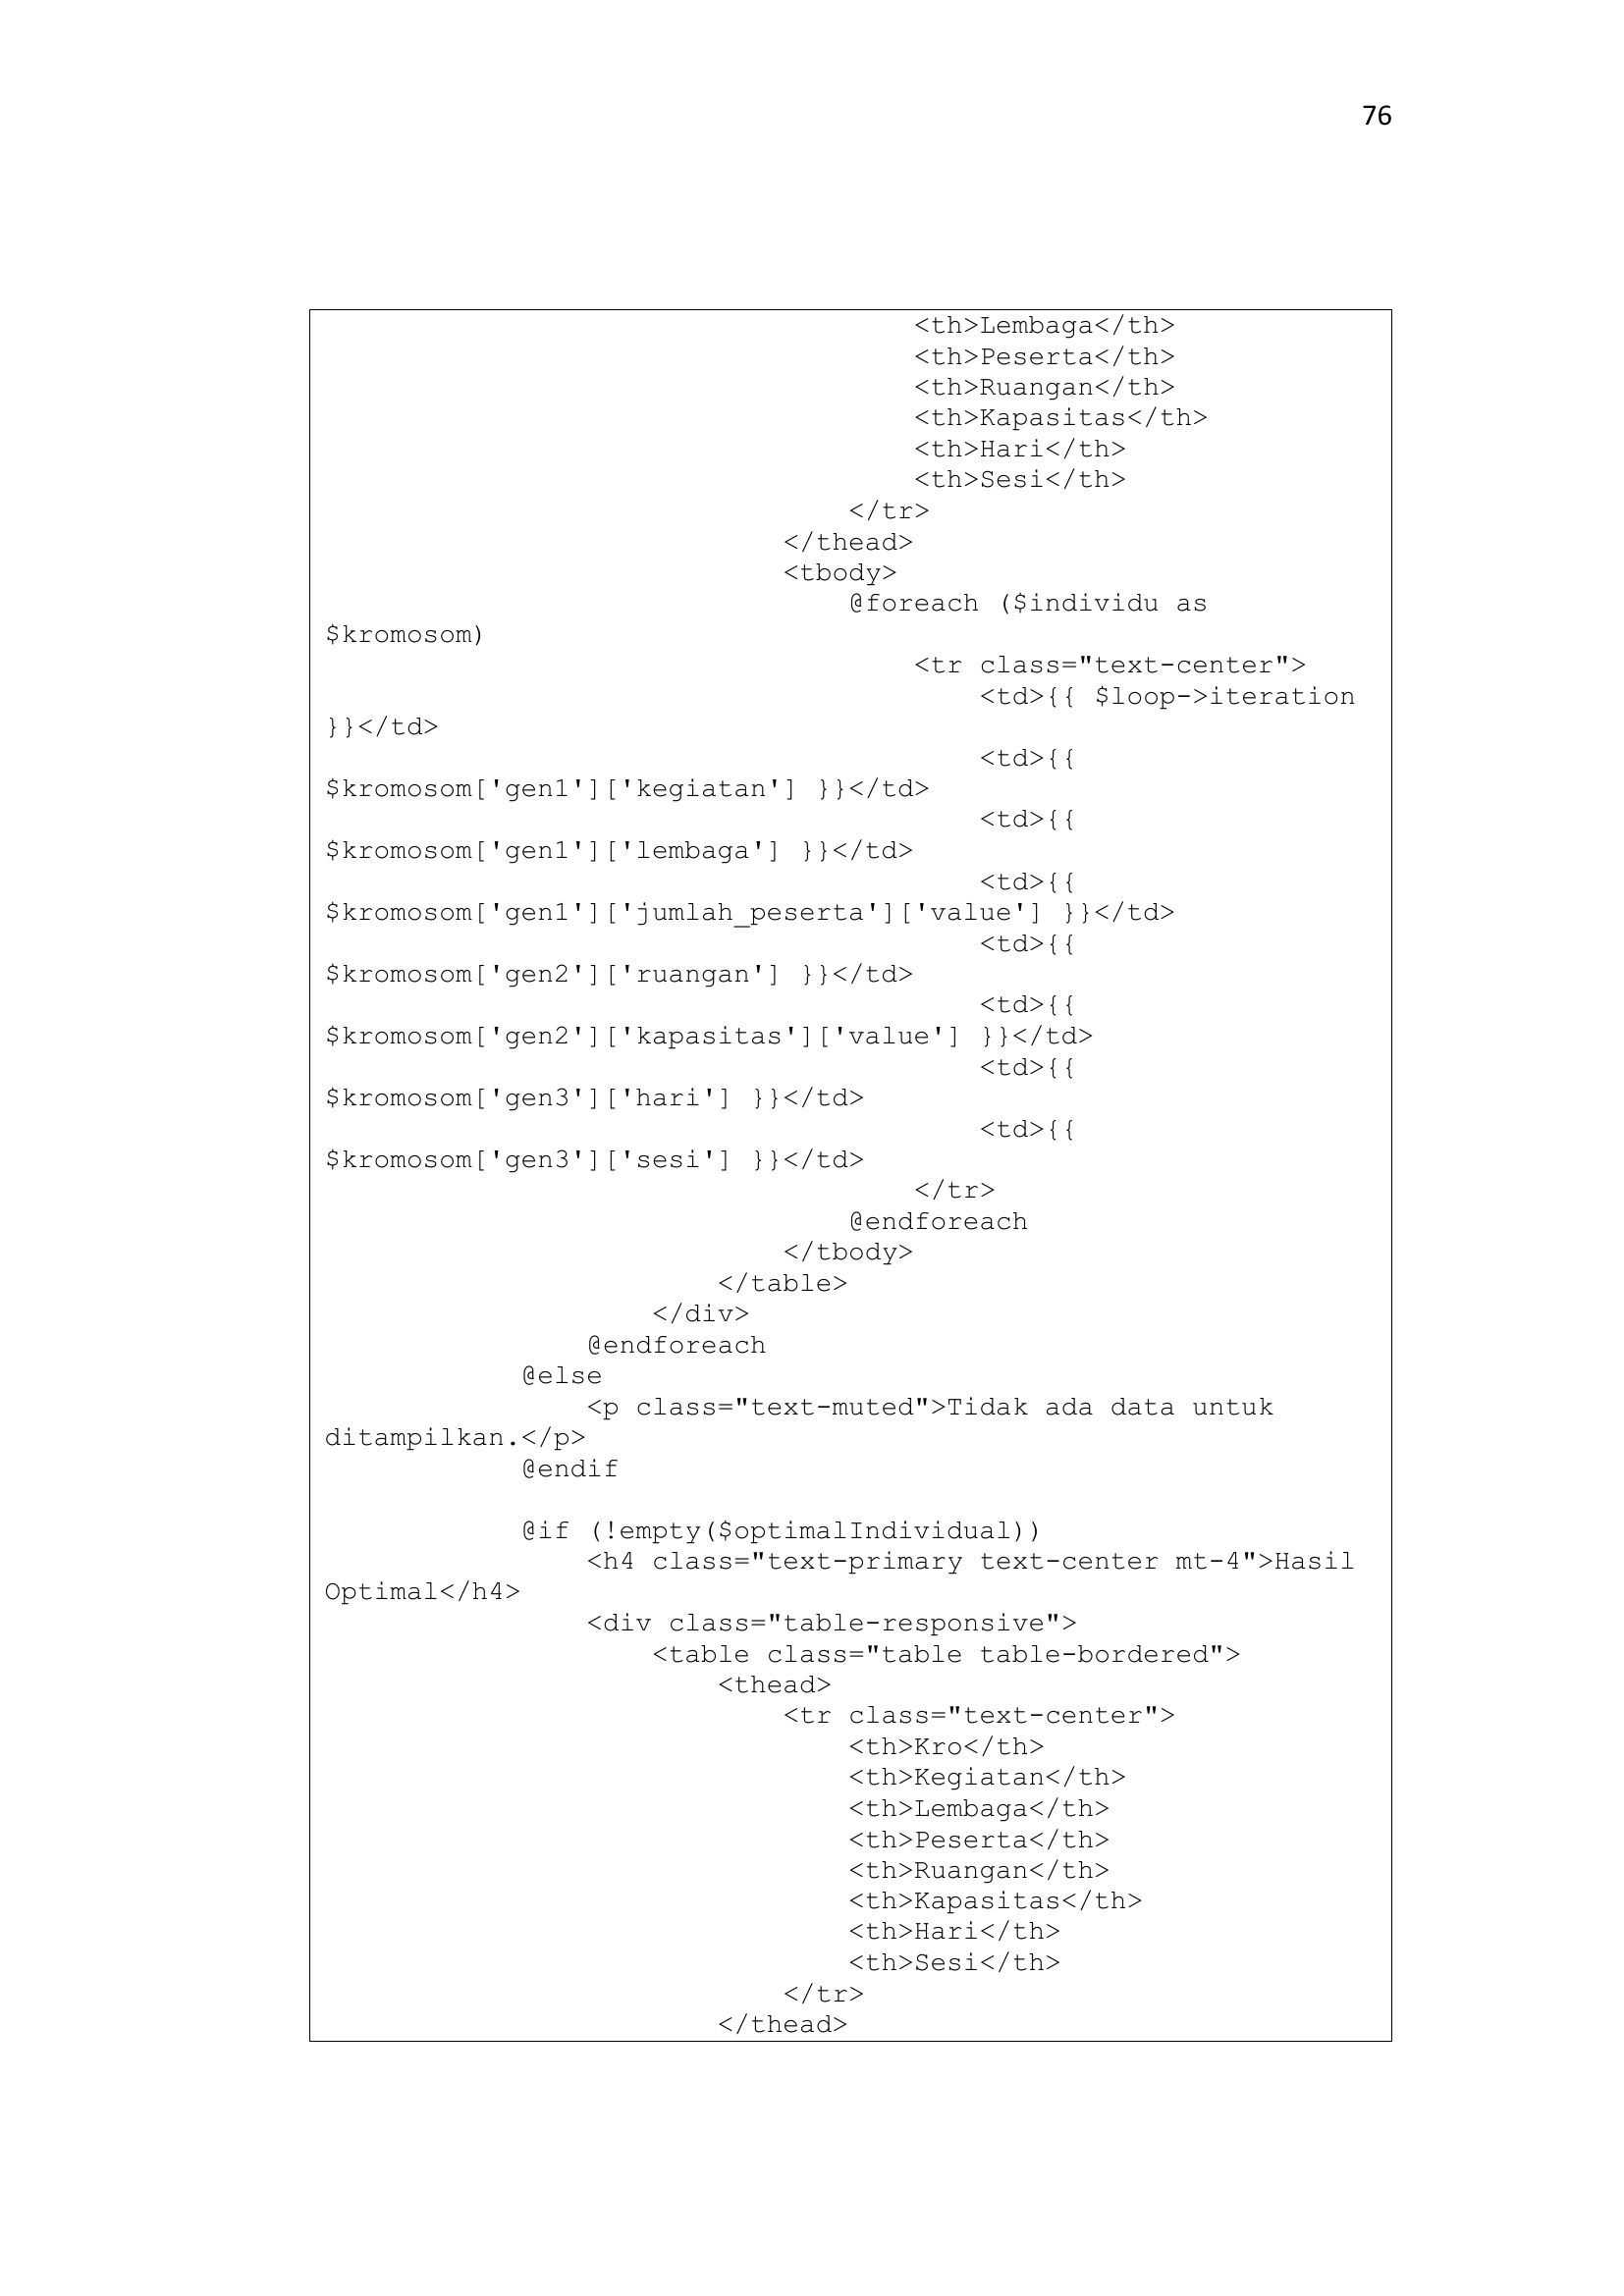 76
<th>Lembaga</th>
<th>Peserta</th>
<th>Ruangan</th>
<th>Kapasitas</th>
<th>Hari</th>
<th>Sesi</th>
</tr>
</thead>
<tbody>
@foreach ($individu as
$kromosom)
<tr class="text-center">
<td>{{ $loop->iteration
}}</td>
<td>{{
$kromosom['gen1']['kegiatan'] }}</td>
<td>{{
$kromosom['gen1']['lembaga'] }}</td>
<td>{{
$kromosom['gen1']['jumlah_peserta']['value'] }}</td>
<td>{{
$kromosom['gen2']['ruangan'] }}</td>
<td>{{
$kromosom['gen2']['kapasitas']['value'] }}</td>
<td>{{
$kromosom['gen3']['hari'] }}</td>
<td>{{
$kromosom['gen3']['sesi'] }}</td>
</tr>
@endforeach
</tbody>
</table>
</div>
@endforeach
@else
<p class="text-muted">Tidak ada data untuk
ditampilkan.</p>
@endif
@if (!empty($optimalIndividual))
<h4 class="text-primary text-center mt-4">Hasil
Optimal</h4>
<div class="table-responsive">
<table class="table table-bordered">
<thead>
<tr class="text-center">
<th>Kro</th>
<th>Kegiatan</th>
<th>Lembaga</th>
<th>Peserta</th>
<th>Ruangan</th>
<th>Kapasitas</th>
<th>Hari</th>
<th>Sesi</th>
</tr>
</thead>